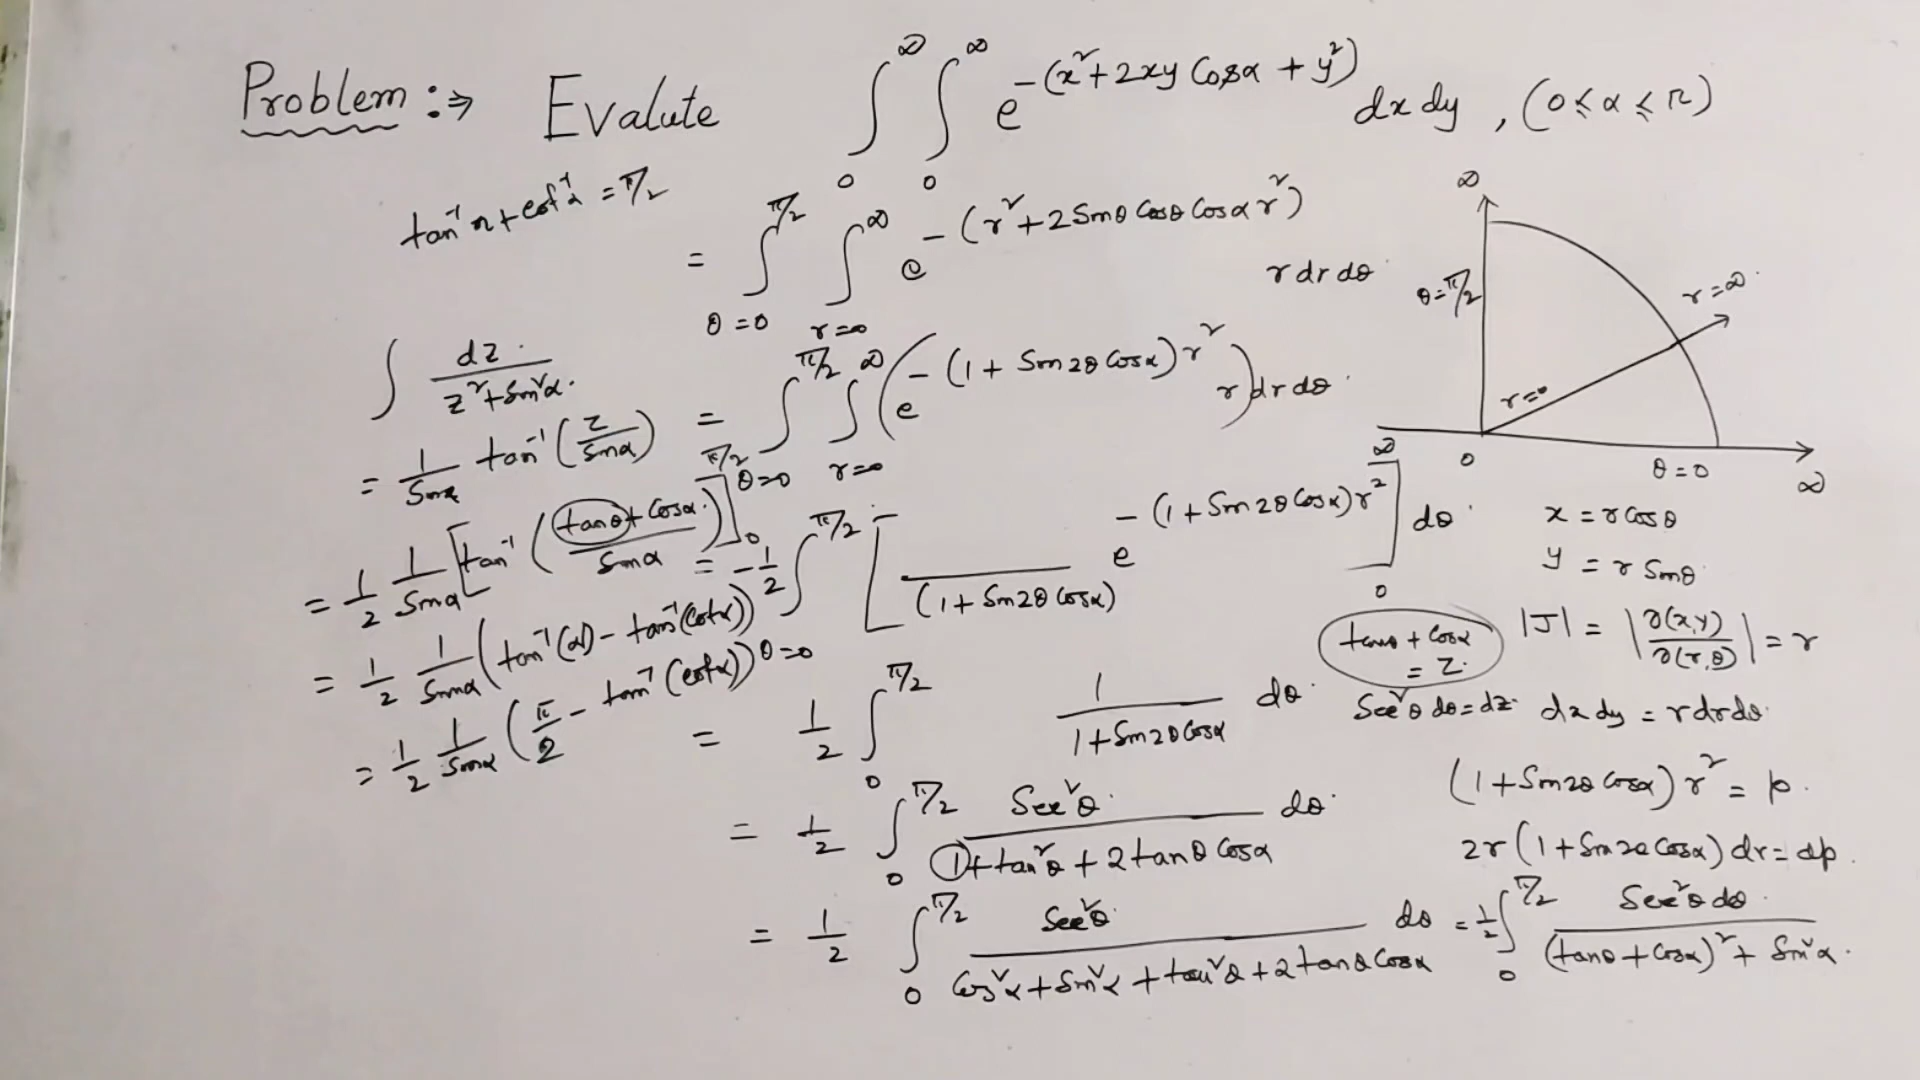 Problem :⇒ Evalute ∫₀^∞ ∫₀^∞ e^{-(x²+2xy Cosα + y²)} dx dy , (0 ≤ α ≤ π)
tan⁻¹x + cot⁻¹x = π/2
= ∫_{θ=0}^{π/2} ∫_{r=0}^{∞} e^{-(r²+2 Sinθ Cosθ Cosα r²)} r dr dθ
= ∫_{θ=0}^{π/2} ∫_{r=0}^{∞} (e^{-(1+ Sin2θ Cosα) r²} r) dr dθ
= -1/2 ∫_{θ=0}^{π/2} [ 1/(1+ Sin2θ Cosα) e^{-(1+Sin2θ Cosα) r²} ]₀^∞ dθ
= 1/2 ∫₀^{π/2} 1/(1+Sin2θ Cosα) dθ
= 1/2 ∫₀^{π/2} Sec²θ/(1+tan²θ + 2 tanθ Cosα) dθ
= 1/2 ∫₀^{π/2} Sec²θ/(Cos²α + Sin²α + tan²θ + 2 tanθ Cosα) dθ = 1/2 ∫₀^{π/2} Sec²θ dθ/((tanθ + Cosα)² + Sin²α)
∫ dz/(z² + Sin²α)
= 1/Sinα tan⁻¹(z/Sinα)
= 1/2 1/Sinα [tan⁻¹((tanθ + Cosα)/Sinα)]₀^{π/2}
= 1/2 1/Sinα (tan⁻¹(∞) - tan⁻¹(cotα))
= 1/2 1/Sinα (π/2 - tan⁻¹(cotα))
∞
θ = π/2
r = ∞
r = 0
0
θ = 0
∞
x = r cosθ
y = r Sinθ
|J| = |∂(x,y)/∂(r,θ)| = r
tanθ + Cosα = z
Sec²θ dθ = dz
dx dy = r dr dθ
(1 + Sin2θ Cosα) r² = p
2r (1 + Sin2θ Cosα) dr = dp